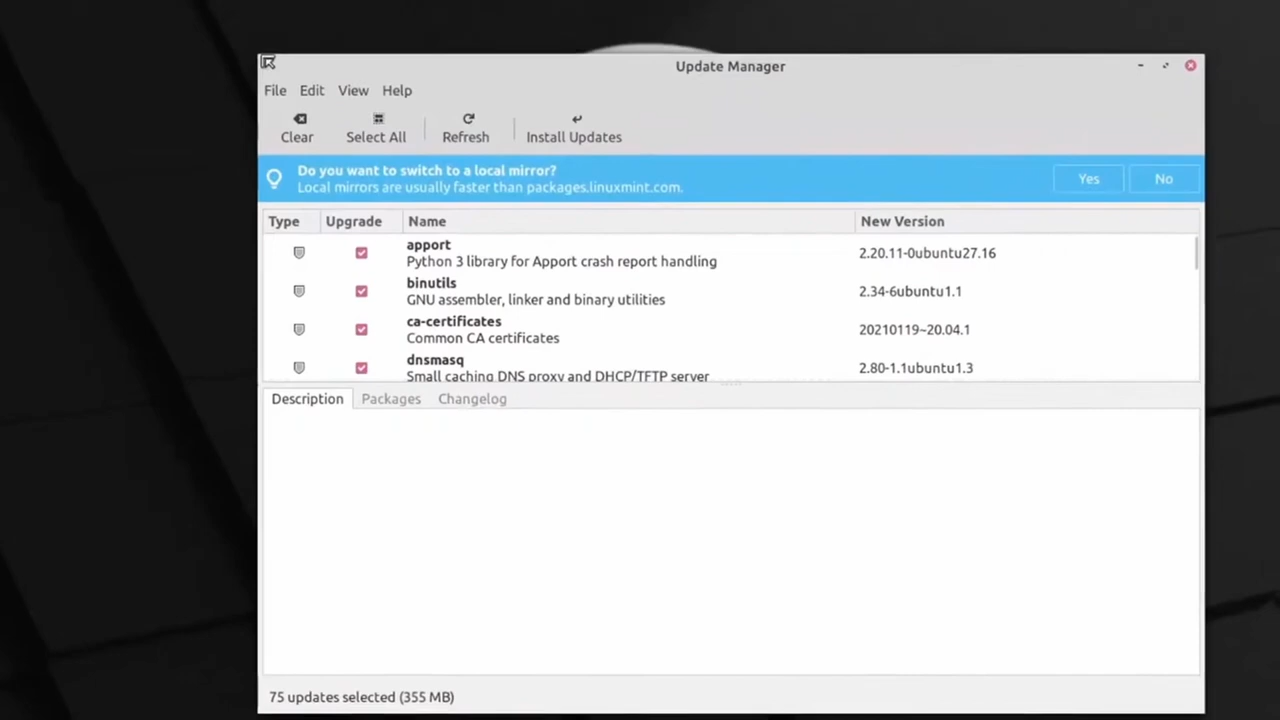 Update Manager
File Edit View Help
Clear Select All Refresh Install Updates
Do you want to switch to a local mirror?
Local mirrors are usually faster than packages.linuxmint.com.
Yes No
Type Upgrade Name New Version
apport
Python 3 library for Apport crash report handling
2.20.11-0ubuntu27.16
binutils
GNU assembler, linker and binary utilities
2.34-6ubuntu1.1
ca-certificates
Common CA certificates
20210119~20.04.1
dnsmasq
Small caching DNS proxy and DHCP/TFTP server
2.80-1.1ubuntu1.3
Description Packages Changelog
75 updates selected (355 MB)